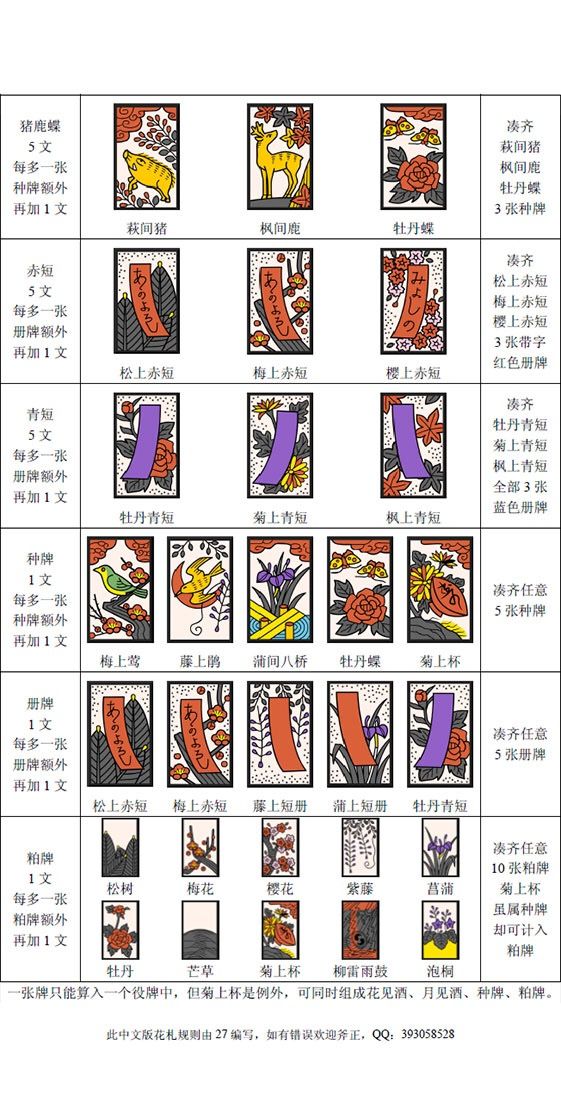 猪鹿蝶
5 文
每多一张
种牌额外
再加 1 文
萩间猪
枫间鹿
牡丹蝶
凑齐
萩间猪
枫间鹿
牡丹蝶
3 张种牌
赤短
5 文
每多一张
册牌额外
再加 1 文
あのよろし
あのよろし
みよしの
松上赤短
梅上赤短
樱上赤短
凑齐
松上赤短
梅上赤短
樱上赤短
3 张带字
红色册牌
青短
5 文
每多一张
册牌额外
再加 1 文
牡丹青短
菊上青短
枫上青短
凑齐
牡丹青短
菊上青短
枫上青短
全部 3 张
蓝色册牌
种牌
1 文
每多一张
种牌额外
再加 1 文
梅上莺
藤上鹃
蒲间八桥
牡丹蝶
菊上杯
凑齐任意
5 张种牌
册牌
1 文
每多一张
册牌额外
再加 1 文
あのよろし
あのよろし
松上赤短
梅上赤短
藤上短册
蒲上短册
牡丹青短
凑齐任意
5 张册牌
粕牌
1 文
每多一张
粕牌额外
再加 1 文
松树
梅花
樱花
紫藤
菖蒲
牡丹
芒草
菊上杯
柳雷雨鼓
泡桐
凑齐任意
10 张粕牌
菊上杯
虽属种牌
却可计入
粕牌
一张牌只能算入一个役牌中，但菊上杯是例外，可同时组成花见酒、月见酒、种牌、粕牌。
此中文版花札规则由 27 编写，如有错误欢迎斧正，QQ：393058528